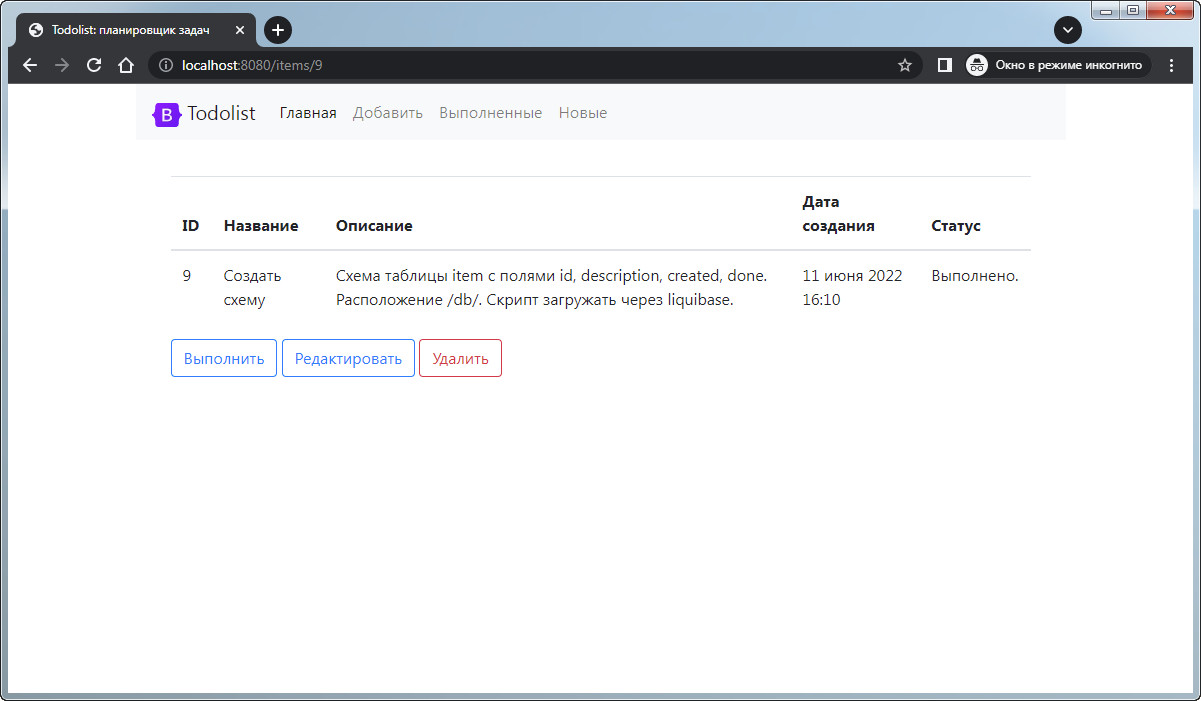 Todolist: планировщик задач
localhost:8080/items/9
Окно в режиме инкогнито
B Todolist Главная Добавить Выполненные Новые
ID Название Описание Дата создания Статус
9 Создать схему Схема таблицы item с полями id, description, created, done. Расположение /db/. Скрипт загружать через liquibase. 11 июня 2022 16:10 Выполнено.
Выполнить Редактировать Удалить